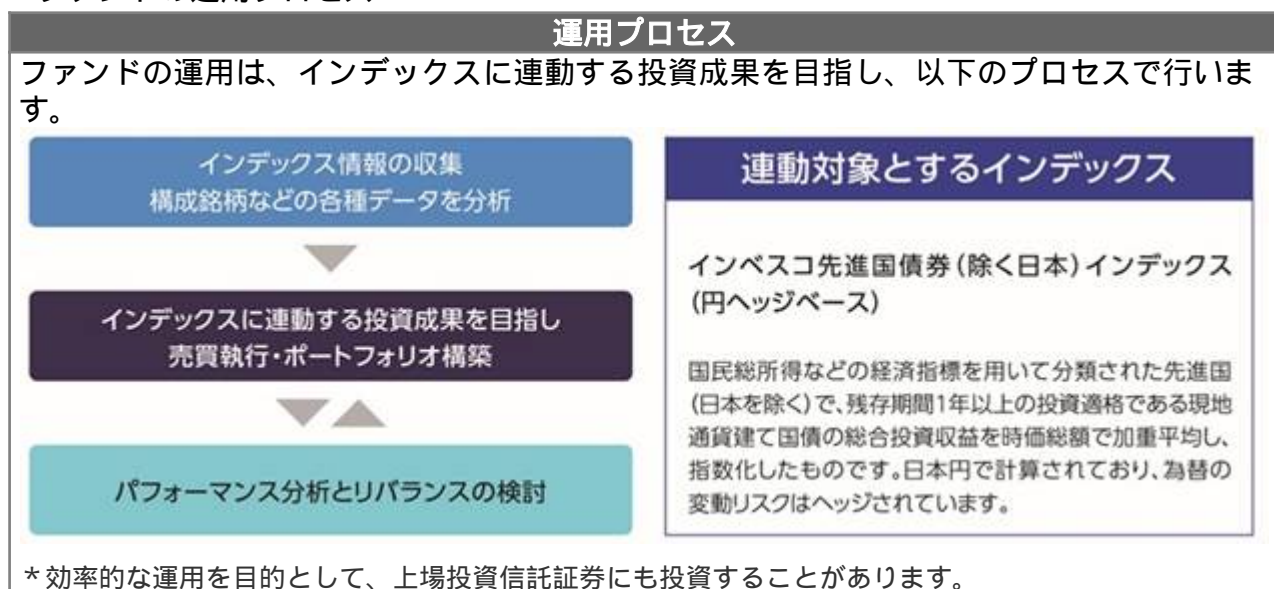 運用プロセス
ファンドの運用は、インデックスに連動する投資成果を目指し、以下のプロセスで行いま
す。
インデックス情報の収集
構成銘柄などの各種データを分析
インデックスに連動する投資成果を目指し
売買執行・ポートフォリオ構築
パフォーマンス分析とリバランスの検討
連動対象とするインデックス
インベスコ先進国債券(除く日本)インデックス
(円ヘッジベース)
国民総所得などの経済指標を用いて分類された先進国
(日本を除く)で、残存期間1年以上の投資適格である現地
通貨建て国債の総合投資収益を時価総額で加重平均し、
指数化したものです。日本円で計算されており、為替の
変動リスクはヘッジされています。
*効率的な運用を目的として、上場投資信託証券にも投資することがあります。